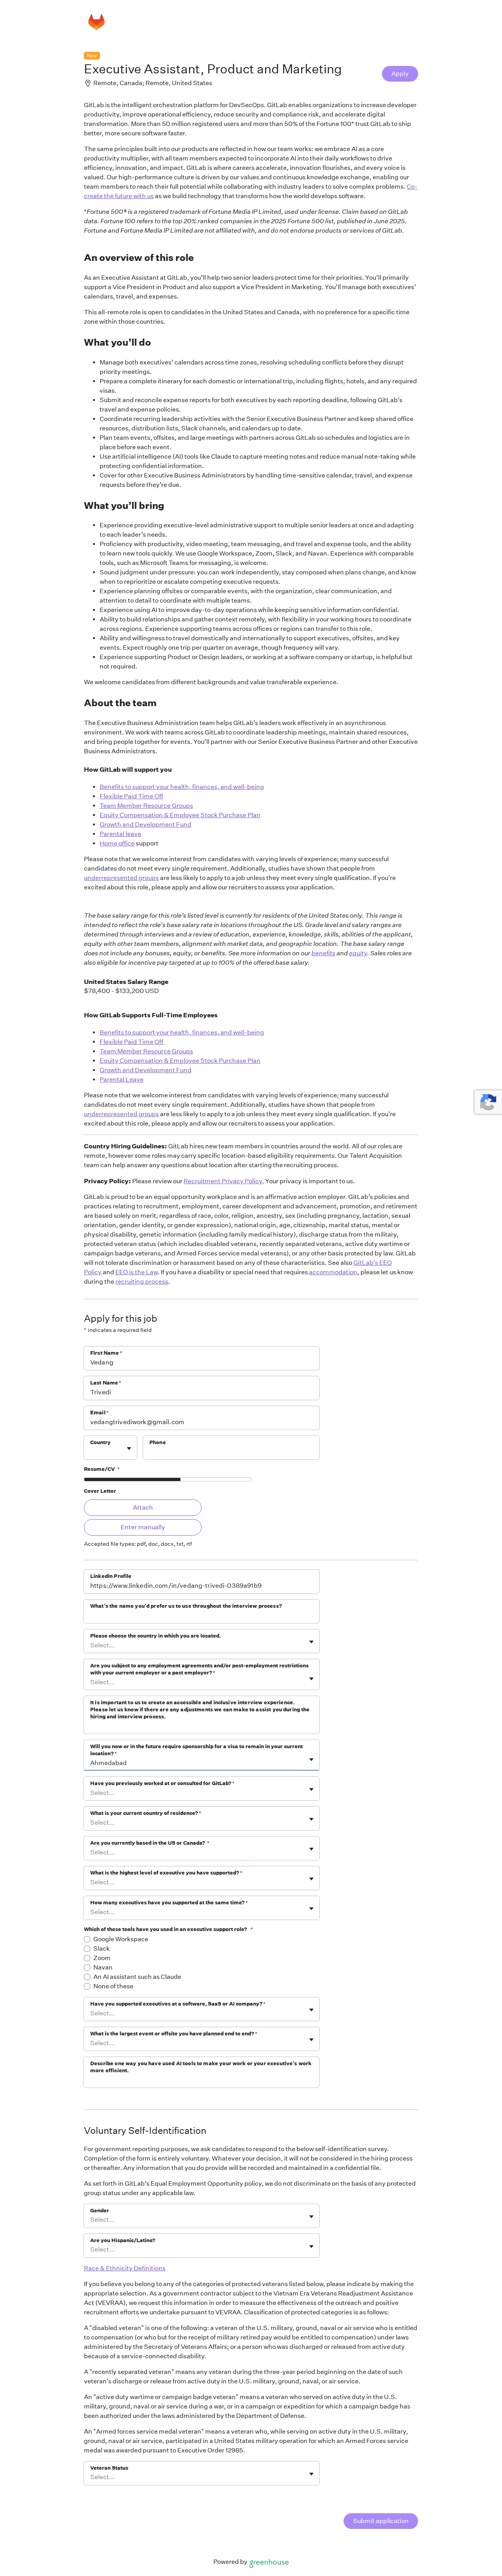 New
Executive Assistant, Product and Marketing
Apply
Remote, Canada; Remote, United States
GitLab is the intelligent orchestration platform for DevSecOps. GitLab enables organizations to increase developer
productivity, improve operational efficiency, reduce security and compliance risk, and accelerate digital
transformation. More than 50 million registered users and more than 50% of the Fortune 100* trust GitLab to ship
better, more secure software faster.
The same principles built into our products are reflected in how our team works: we embrace AI as a core
productivity multiplier, with all team members expected to incorporate AI into their daily workflows to drive
efficiency, innovation, and impact. GitLab is where careers accelerate, innovation flourishes, and every voice is
valued. Our high-performance culture is driven by our values and continuous knowledge exchange, enabling our
team members to reach their full potential while collaborating with industry leaders to solve complex problems. Co-
create the future with us as we build technology that transforms how the world develops software.
*Fortune 500® is a registered trademark of Fortune Media IP Limited, used under license. Claim based on GitLab
data. Fortune 100 refers to the top 20% ranked companies in the 2025 Fortune 500 list, published in June 2025.
Fortune and Fortune Media IP Limited are not affiliated with, and do not endorse products or services of GitLab.
An overview of this role
As an Executive Assistant at GitLab, you'll help two senior leaders protect time for their priorities. You'll primarily
support a Vice President in Product and also support a Vice President in Marketing. You'll manage both executives'
calendars, travel, and expenses.
This all-remote role is open to candidates in the United States and Canada, with no preference for a specific time
zone within those countries.
What you'll do
• Manage both executives' calendars across time zones, resolving scheduling conflicts before they disrupt
priority meetings.
• Prepare a complete itinerary for each domestic or international trip, including flights, hotels, and any required
visas.
• Submit and reconcile expense reports for both executives by each reporting deadline, following GitLab's
travel and expense policies.
• Coordinate recurring leadership activities with the Senior Executive Business Partner and keep shared office
resources, distribution lists, Slack channels, and calendars up to date.
• Plan team events, offsites, and large meetings with partners across GitLab so schedules and logistics are in
place before each event.
• Use artificial intelligence (AI) tools like Claude to capture meeting notes and reduce manual note-taking while
protecting confidential information.
• Cover for other Executive Business Administrators by handling time-sensitive calendar, travel, and expense
requests before they're due.
What you'll bring
• Experience providing executive-level administrative support to multiple senior leaders at once and adapting
to each leader's needs.
• Proficiency with productivity, video meeting, team messaging, and travel and expense tools, and the ability
to learn new tools quickly. We use Google Workspace, Zoom, Slack, and Navan. Experience with comparable
tools, such as Microsoft Teams for messaging, is welcome.
• Sound judgment under pressure: you can work independently, stay composed when plans change, and know
when to reprioritize or escalate competing executive requests.
• Experience planning offsites or comparable events, with the organization, clear communication, and
attention to detail to coordinate with multiple teams.
• Experience using AI to improve day-to-day operations while keeping sensitive information confidential.
• Ability to build relationships and gather context remotely, with flexibility in your working hours to coordinate
across regions. Experience supporting teams across offices or regions can transfer to this role.
• Ability and willingness to travel domestically and internationally to support executives, offsites, and key
events. Expect roughly one trip per quarter on average, though frequency will vary.
• Experience supporting Product or Design leaders, or working at a software company or startup, is helpful but
not required.
We welcome candidates from different backgrounds and value transferable experience.
About the team
The Executive Business Administration team helps GitLab's leaders work effectively in an asynchronous
environment. We work with teams across GitLab to coordinate leadership meetings, maintain shared resources,
and bring people together for events. You'll partner with our Senior Executive Business Partner and other Executive
Business Administrators.
How GitLab will support you
• Benefits to support your health, finances, and well-being
• Flexible Paid Time Off
• Team Member Resource Groups
• Equity Compensation & Employee Stock Purchase Plan
• Growth and Development Fund
• Parental leave
• Home office support
Please note that we welcome interest from candidates with varying levels of experience; many successful
candidates do not meet every single requirement. Additionally, studies have shown that people from
underrepresented groups are less likely to apply to a job unless they meet every single qualification. If you're
excited about this role, please apply and allow our recruiters to assess your application.
The base salary range for this role's listed level is currently for residents of the United States only. This range is
intended to reflect the role's base salary rate in locations throughout the US. Grade level and salary ranges are
determined through interviews and a review of education, experience, knowledge, skills, abilities of the applicant,
equity with other team members, alignment with market data, and geographic location. The base salary range
does not include any bonuses, equity, or benefits. See more information on our benefits and equity. Sales roles are
also eligible for incentive pay targeted at up to 100% of the offered base salary.
United States Salary Range
$78,400 - $133,200 USD
How GitLab Supports Full-Time Employees
• Benefits to support your health, finances, and well-being
• Flexible Paid Time Off
• Team Member Resource Groups
• Equity Compensation & Employee Stock Purchase Plan
• Growth and Development Fund
• Parental Leave
Please note that we welcome interest from candidates with varying levels of experience; many successful
candidates do not meet every single requirement. Additionally, studies have shown that people from
underrepresented groups are less likely to apply to a job unless they meet every single qualification. If you're
excited about this role, please apply and allow our recruiters to assess your application.
Country Hiring Guidelines: GitLab hires new team members in countries around the world. All of our roles are
remote, however some roles may carry specific location-based eligibility requirements. Our Talent Acquisition
team can help answer any questions about location after starting the recruiting process.
Privacy Policy: Please review our Recruitment Privacy Policy. Your privacy is important to us.
GitLab is proud to be an equal opportunity workplace and is an affirmative action employer. GitLab's policies and
practices relating to recruitment, employment, career development and advancement, promotion, and retirement
are based solely on merit, regardless of race, color, religion, ancestry, sex (including pregnancy, lactation, sexual
orientation, gender identity, or gender expression), national origin, age, citizenship, marital status, mental or
physical disability, genetic information (including family medical history), discharge status from the military,
protected veteran status (which includes disabled veterans, recently separated veterans, active duty wartime or
campaign badge veterans, and Armed Forces service medal veterans), or any other basis protected by law. GitLab
will not tolerate discrimination or harassment based on any of these characteristics. See also GitLab's EEO
Policy and EEO is the Law. If you have a disability or special need that requires accommodation, please let us know
during the recruiting process.
Apply for this job
* indicates a required field
First Name *
Vedang
Last Name *
Trivedi
Email *
vedangtrivediwork@gmail.com
Country
Phone
Resume/CV *
Cover Letter
Attach
Enter manually
Accepted file types: pdf, doc, docx, txt, rtf
LinkedIn Profile
https://www.linkedin.com/in/vedang-trivedi-0389a91b9
What's the name you'd prefer us to use throughout the interview process?
Please choose the country in which you are located.
Select...
Are you subject to any employment agreements and/or post-employment restrictions
with your current employer or a past employer? *
Select...
It is important to us to create an accessible and inclusive interview experience.
Please let us know if there are any adjustments we can make to assist you during the
hiring and interview process.
Will you now or in the future require sponsorship for a visa to remain in your current
location? *
Ahmedabad
Have you previously worked at or consulted for GitLab? *
Select...
What is your current country of residence? *
Select...
Are you currently based in the US or Canada? *
Select...
What is the highest level of executive you have supported? *
Select...
How many executives have you supported at the same time? *
Select...
Which of these tools have you used in an executive support role? *
Google Workspace
Slack
Zoom
Navan
An AI assistant such as Claude
None of these
Have you supported executives at a software, SaaS or AI company? *
Select...
What is the largest event or offsite you have planned end to end? *
Select...
Describe one way you have used AI tools to make your work or your executive's work
more efficient.
Voluntary Self-Identification
For government reporting purposes, we ask candidates to respond to the below self-identification survey.
Completion of the form is entirely voluntary. Whatever your decision, it will not be considered in the hiring process
or thereafter. Any information that you do provide will be recorded and maintained in a confidential file.
As set forth in GitLab's Equal Employment Opportunity policy, we do not discriminate on the basis of any protected
group status under any applicable law.
Gender
Select...
Are you Hispanic/Latino?
Select...
Race & Ethnicity Definitions
If you believe you belong to any of the categories of protected veterans listed below, please indicate by making the
appropriate selection. As a government contractor subject to the Vietnam Era Veterans Readjustment Assistance
Act (VEVRAA), we request this information in order to measure the effectiveness of the outreach and positive
recruitment efforts we undertake pursuant to VEVRAA. Classification of protected categories is as follows:
A "disabled veteran" is one of the following: a veteran of the U.S. military, ground, naval or air service who is entitled
to compensation (or who but for the receipt of military retired pay would be entitled to compensation) under laws
administered by the Secretary of Veterans Affairs; or a person who was discharged or released from active duty
because of a service-connected disability.
A "recently separated veteran" means any veteran during the three-year period beginning on the date of such
veteran's discharge or release from active duty in the U.S. military, ground, naval, or air service.
An "active duty wartime or campaign badge veteran" means a veteran who served on active duty in the U.S.
military, ground, naval or air service during a war, or in a campaign or expedition for which a campaign badge has
been authorized under the laws administered by the Department of Defense.
An "Armed forces service medal veteran" means a veteran who, while serving on active duty in the U.S. military,
ground, naval or air service, participated in a United States military operation for which an Armed Forces service
medal was awarded pursuant to Executive Order 12985.
Veteran Status
Select...
Submit application
Powered by greenhouse